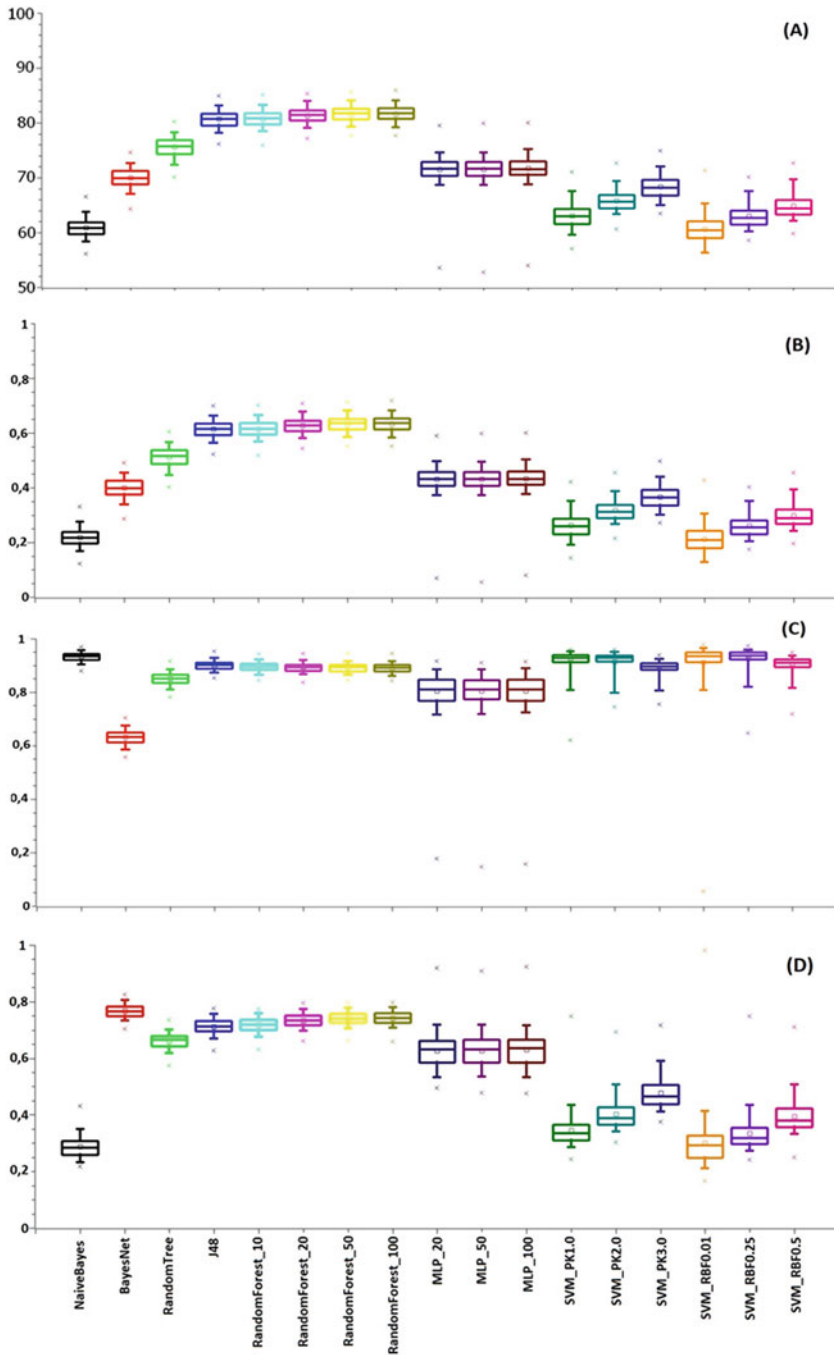 (A)
100
90
80
70
60
50
(B)
1
0,8
0,6
0,4
0,2
0
(C)
1
0,8
0,6
0,4
0,2
0
(D)
1
0,8
0,6
0,4
0,2
0
NaiveBayes
BayesNet
RandomTree
J48
RandomForest_10
RandomForest_20
RandomForest_50
RandomForest_100
MLP_20
MLP_50
MLP_100
SVM_PK1.0
SVM_PK2.0
SVM_PK3.0
SVM_RBF0.01
SVM_RBF0.25
SVM_RBF0.5